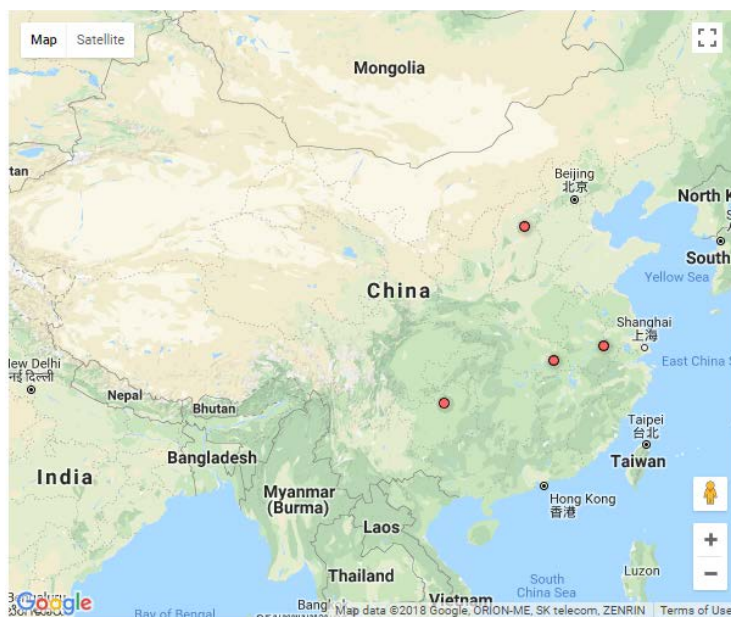 Map
Satellite
Mongolia
tan
Beijing
北京
North K
South
China
Yellow Sea
Shanghai
上海
New Delhi
नई दिल्ली
East China S
Nepal
Bhutan
Taipei
台北
Bangladesh
Taiwan
India
Myanmar
(Burma)
Hong Kong
香港
Laos
Thailand
Luzon
South
China Sea
Vietnam
Bay of Bengal
Google
Map data ©2018 Google, ORION-ME, SK telecom, ZENRIN
Terms of Use